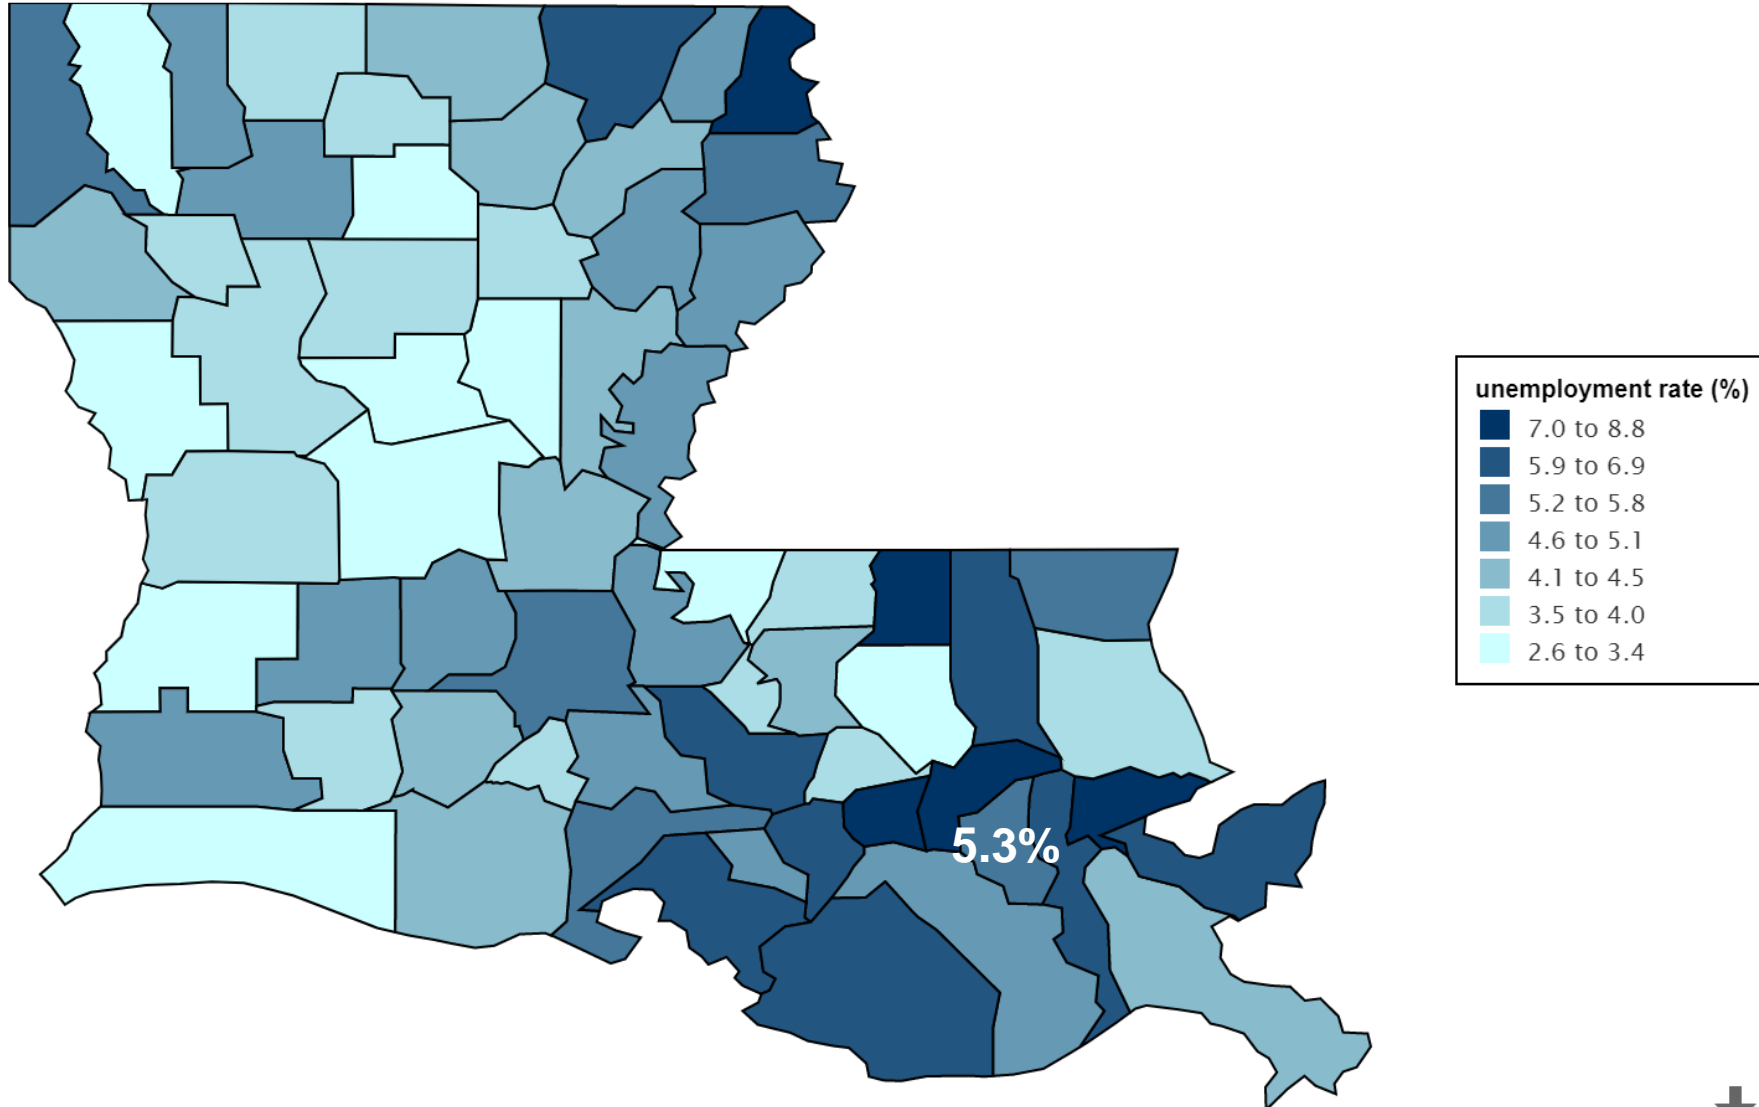 unemployment rate (%)
7.0 to 8.8
5.9 to 6.9
5.2 to 5.8
4.6 to 5.1
4.1 to 4.5
3.5 to 4.0
2.6 to 3.4
5.3%